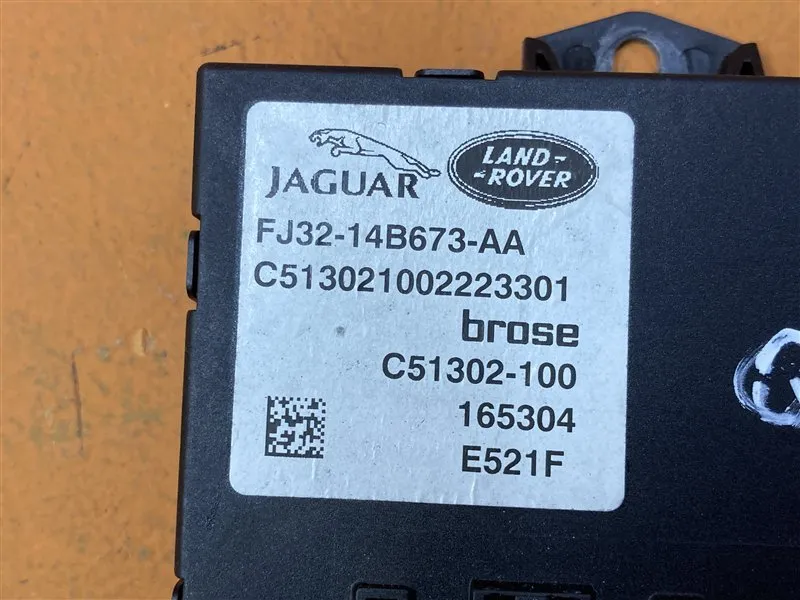 JAGUAR
LAND-
-ROVER
FJ32-14B673-AA
C513021002223301
brose
C51302-100
165304
E521F